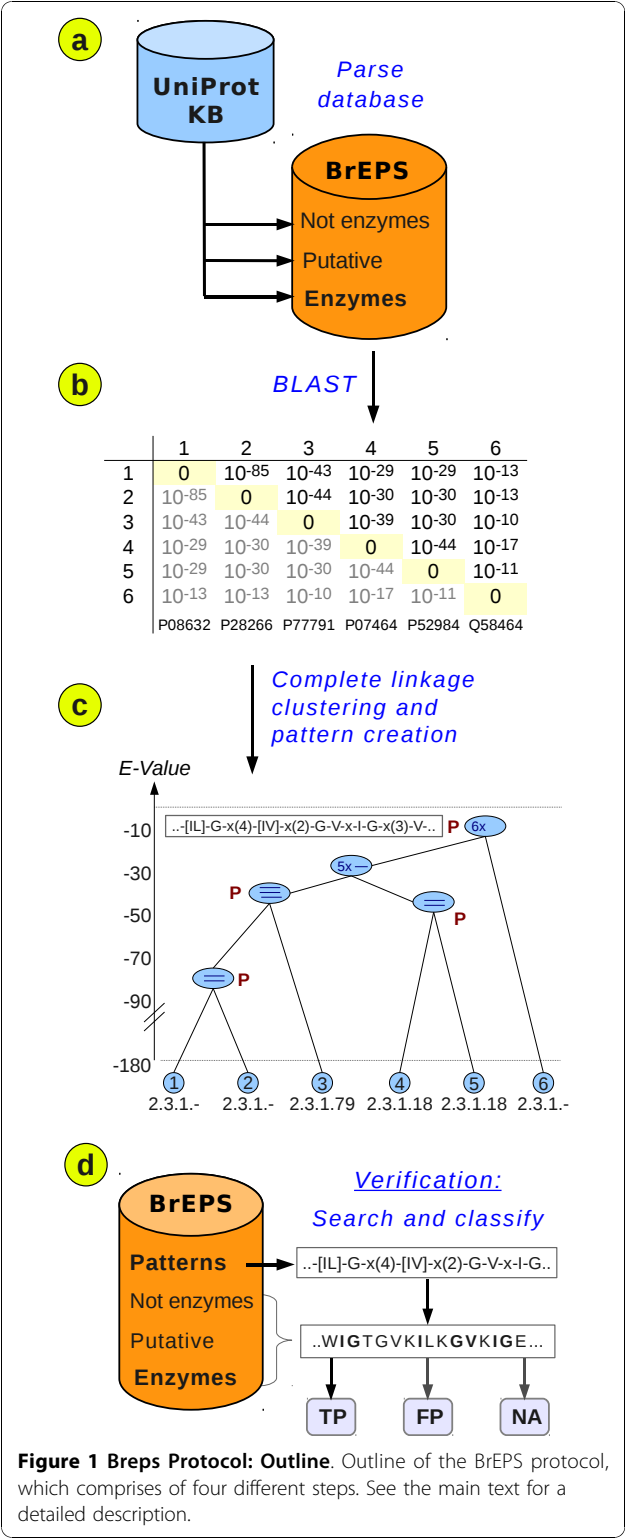 a
UniProt
KB
Parse
database
BrEPS
Not enzymes
Putative
Enzymes
b
BLAST
1 2 3 4 5 6
1 0 10-85 10-43 10-29 10-29 10-13
2 10-85 0 10-44 10-30 10-30 10-13
3 10-43 10-44 0 10-39 10-30 10-10
4 10-29 10-30 10-39 0 10-44 10-17
5 10-29 10-30 10-30 10-44 0 10-11
6 10-13 10-13 10-10 10-17 10-11 0
P08632 P28266 P77791 P07464 P52984 Q58464
c
Complete linkage
clustering and
pattern creation
E-Value
-10
..-[IL]-G-x(4)-[IV]-x(2)-G-V-x-I-G-x(3)-V-..
P 6x
-30
5x
P
-50
P
-70
P
-90
-180
1 2 3 4 5 6
2.3.1.- 2.3.1.- 2.3.1.79 2.3.1.18 2.3.1.18 2.3.1.-
d
BrEPS
Verification:
Search and classify
Patterns
..-[IL]-G-x(4)-[IV]-x(2)-G-V-x-I-G..
Not enzymes
Putative
Enzymes
..WIGTGVKILKGVKIGE...
TP FP NA
Figure 1 Breps Protocol: Outline. Outline of the BrEPS protocol,
which comprises of four different steps. See the main text for a
detailed description.